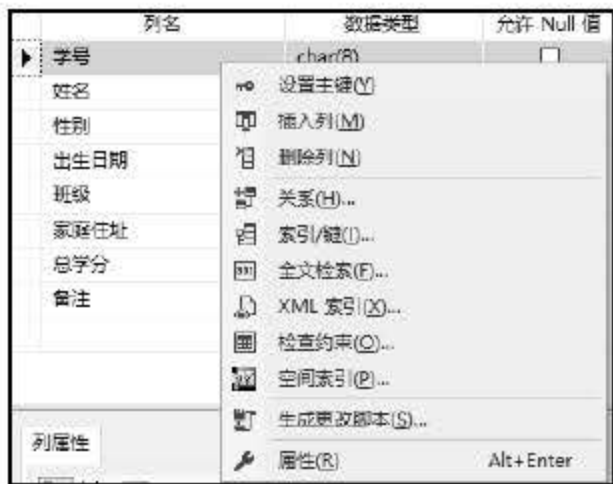 列名 数据类型 允许 Null 值
学号 char(8)
姓名 设置主键(Y)
性别 插入列(M)
出生日期 删除列(N)
班级 关系(H)...
家庭住址 索引/键(I)...
总学分 全文检索(F)...
备注 XML 索引(X)...
检查约束(O)...
空间索引(P)...
生成更改脚本(S)...
列属性 属性(R) Alt+Enter